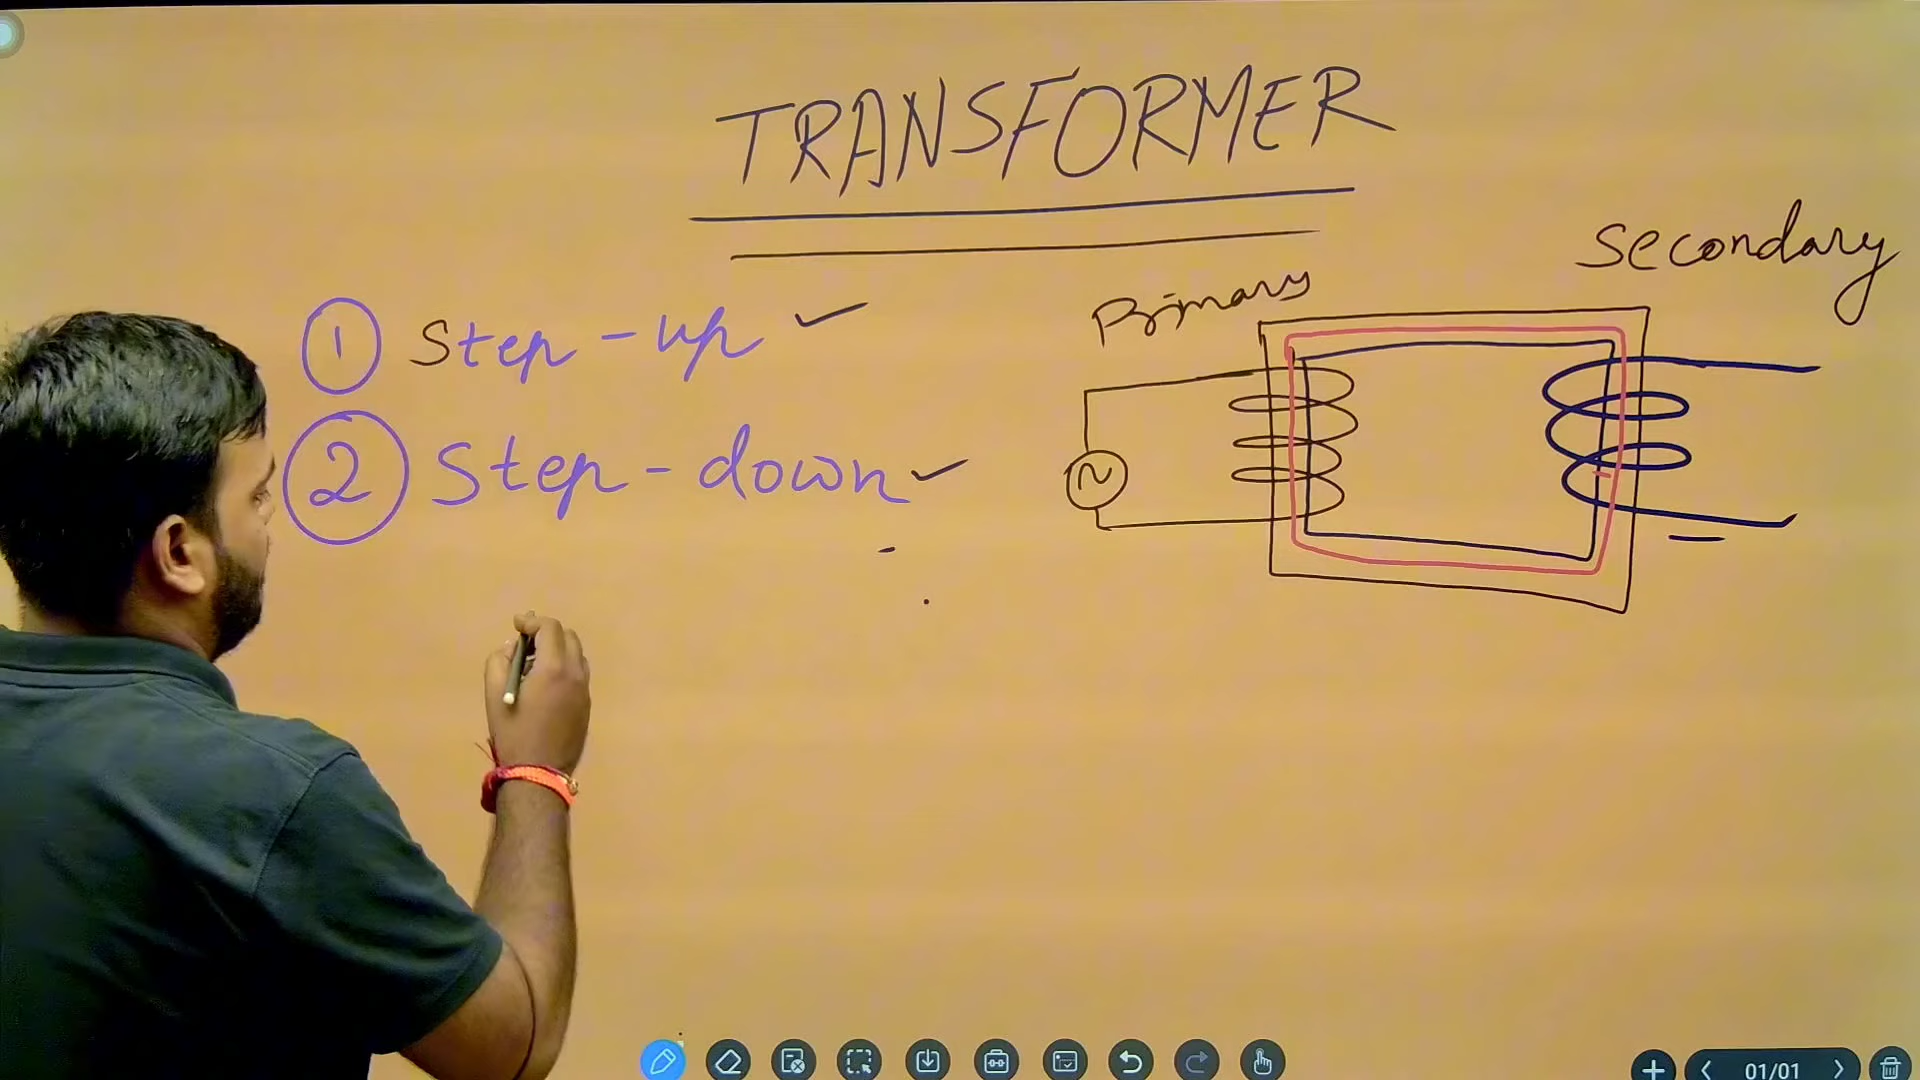 TRANSFORMER
① Step-up ✓
② Step-down ✓
Primary
Secondary
~
01/01